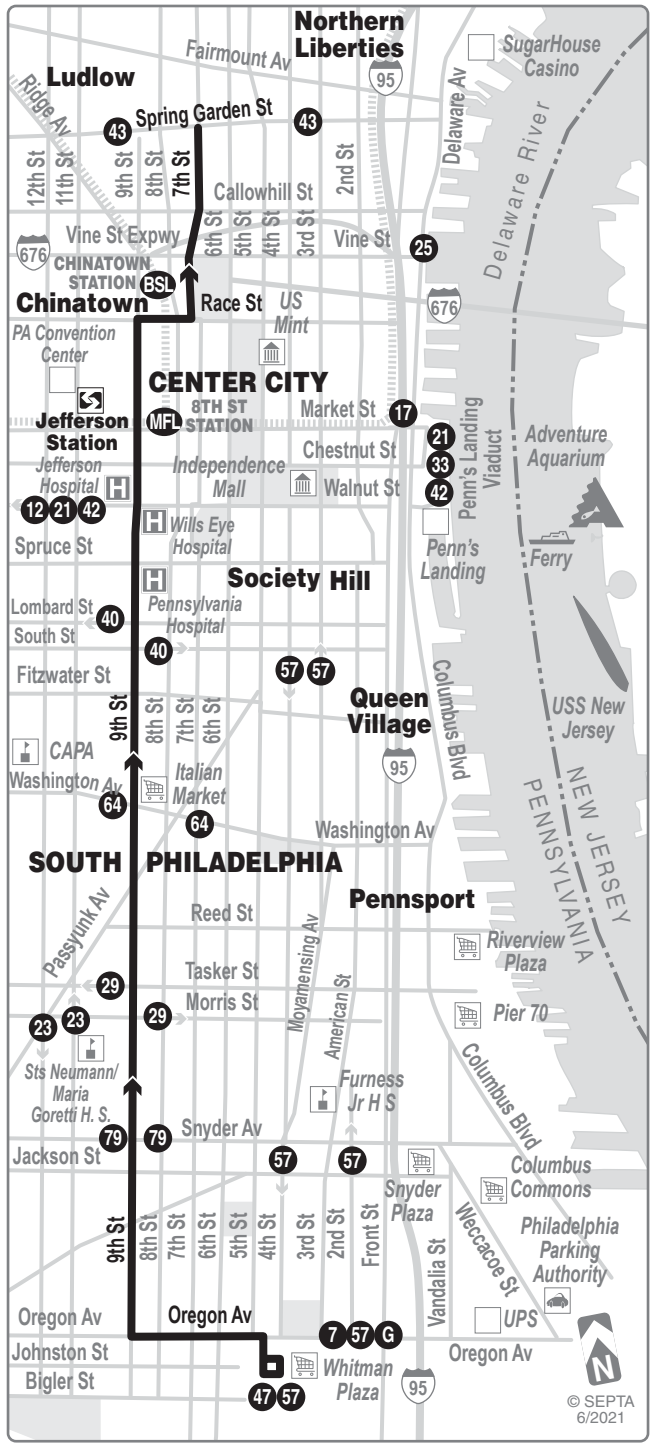 Northern
Liberties
Fairmount Av
SugarHouse
Casino
Ludlow
95
Ridge Av
Delaware Av
43
Spring Garden St
43
Delaware River
12th St
11th St
9th St
8th St
7th St
2nd St
Callowhill St
6th St
5th St
4th St
3rd St
Vine St Expwy
Vine St
25
676
CHINATOWN
STATION
BSL
Chinatown
Race St
US
Mint
676
PA Convention
Center
CENTER CITY
Jefferson
Station
MFL
8TH ST
STATION
Market St
17
Penn's Landing
Viaduct
21
33
42
Adventure
Aquarium
Chestnut St
Jefferson
Hospital
H
Independence
Mall
Walnut St
12
21
42
H
Wills Eye
Hospital
Penn's
Landing
Ferry
Spruce St
H
Society Hill
Lombard St
40
Pennsylvania
Hospital
South St
40
Fitzwater St
57
57
9th St
8th St
7th St
6th St
Queen
Village
Columbus Blvd
USS New
Jersey
CAPA
Washington Av
64
Italian
Market
64
95
NEW JERSEY
PENNSYLVANIA
Washington Av
SOUTH PHILADELPHIA
Pennsport
Passyunk Av
Reed St
Moyamensing Av
American St
Riverview
Plaza
29
Tasker St
Morris St
23
23
29
Pier 70
Sts Neumann/
Maria
Goretti H. S.
Furness
Jr H S
Columbus Blvd
79
79
Snyder Av
Jackson St
57
57
Snyder
Plaza
Columbus
Commons
9th St
8th St
7th St
6th St
5th St
4th St
3rd St
2nd St
Front St
Vandalia St
Weccacoe St
Philadelphia
Parking
Authority
UPS
Oregon Av
Oregon Av
7
57
G
Oregon Av
Johnston St
Whitman
Plaza
Bigler St
47
57
95
N
© SEPTA
6/2021